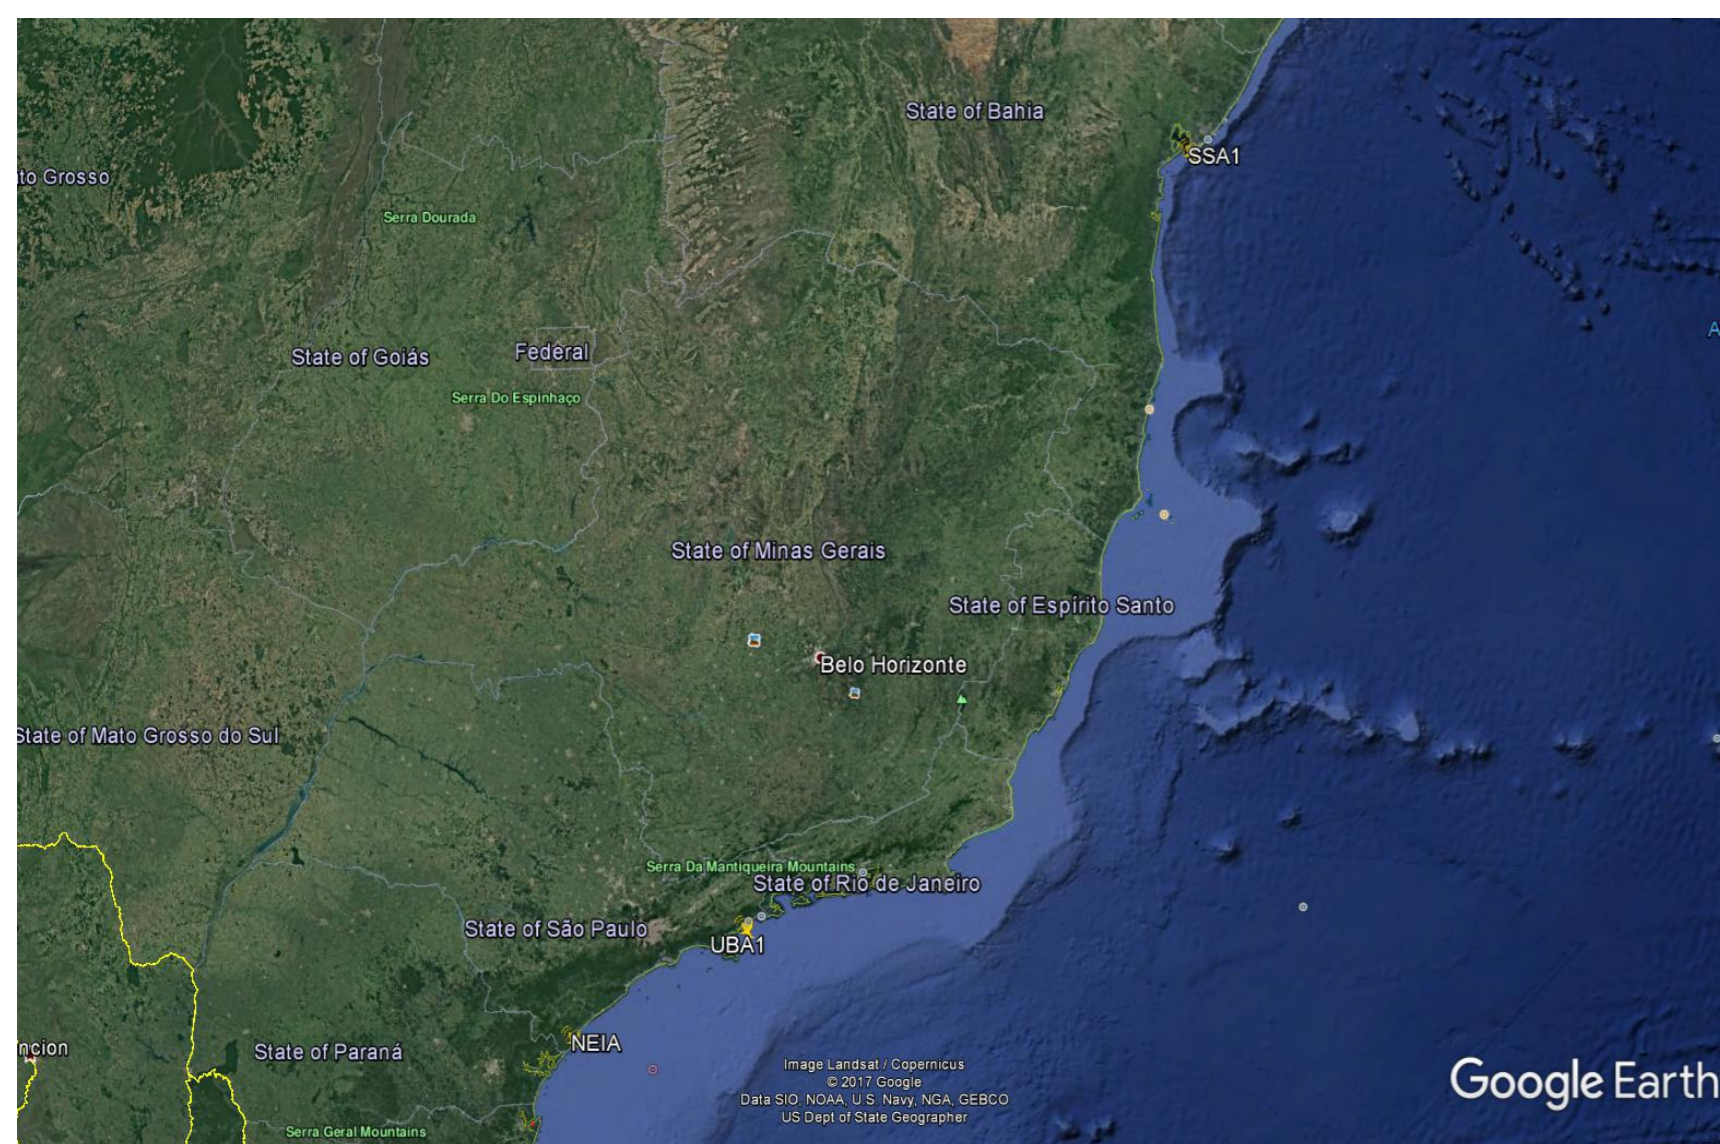 State of Bahia
SSA1
to Grosso
Serra Dourada
A
State of Goiás
Federal
Serra Do Espinhaço
State of Minas Gerais
State of Espírito Santo
Belo Horizonte
State of Mato Grosso do Sul
Serra Da Mantiqueira Mountains
State of Rio de Janeiro
State of São Paulo
UBA1
NEIA
ncion
State of Paraná
Image Landsat / Copernicus
© 2017 Google
Data SIO, NOAA, U.S. Navy, NGA, GEBCO
US Dept of State Geographer
Google Earth
Serra Geral Mountains